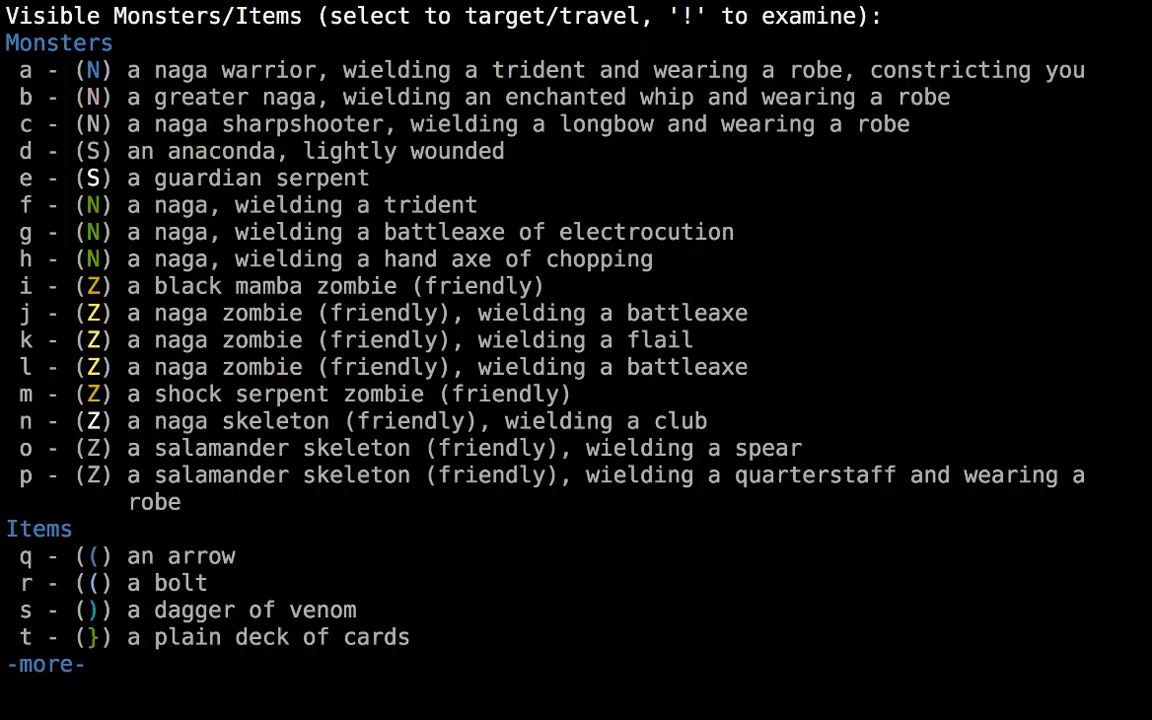 Visible Monsters/Items (select to target/travel, '!' to examine):
Monsters
a - (N) a naga warrior, wielding a trident and wearing a robe, constricting you
b - (N) a greater naga, wielding an enchanted whip and wearing a robe
c - (N) a naga sharpshooter, wielding a longbow and wearing a robe
d - (S) an anaconda, lightly wounded
e - (S) a guardian serpent
f - (N) a naga, wielding a trident
g - (N) a naga, wielding a battleaxe of electrocution
h - (N) a naga, wielding a hand axe of chopping
i - (Z) a black mamba zombie (friendly)
j - (Z) a naga zombie (friendly), wielding a battleaxe
k - (Z) a naga zombie (friendly), wielding a flail
l - (Z) a naga zombie (friendly), wielding a battleaxe
m - (Z) a shock serpent zombie (friendly)
n - (Z) a naga skeleton (friendly), wielding a club
o - (Z) a salamander skeleton (friendly), wielding a spear
p - (Z) a salamander skeleton (friendly), wielding a quarterstaff and wearing a
robe
Items
q - (() an arrow
r - (() a bolt
s - ()) a dagger of venom
t - (}) a plain deck of cards
-more-